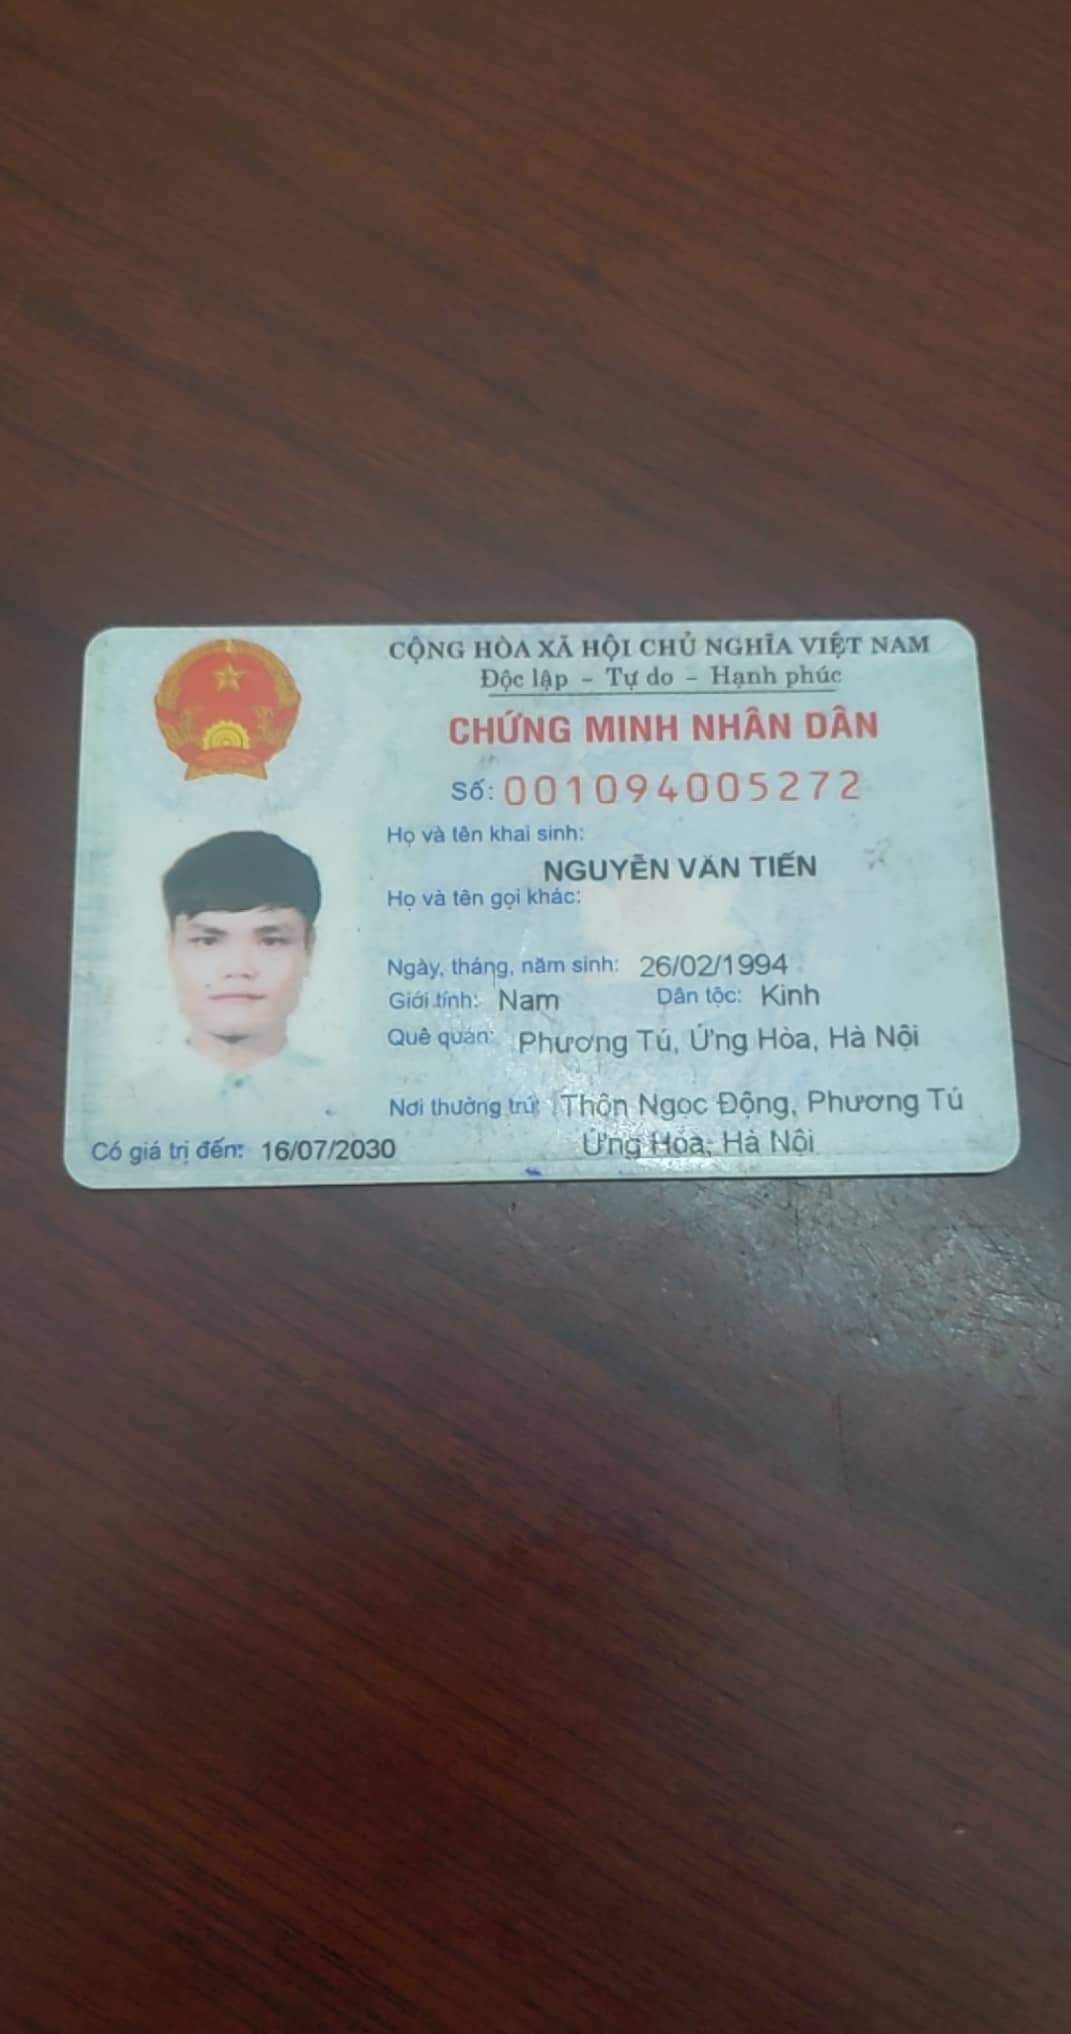 CỘNG HÒA XÃ HỘI CHỦ NGHĨA VIỆT NAM
Độc lập - Tự do - Hạnh phúc
CHỨNG MINH NHÂN DÂN
Số: 001094005272
Họ và tên khai sinh:
NGUYỄN VĂN TIẾN
Họ và tên gọi khác:
Ngày, tháng, năm sinh: 26/02/1994
Giới tính: Nam Dân tộc: Kinh
Quê quán: Phương Tú, Ứng Hòa, Hà Nội
Nơi thường trú: Thôn Ngọc Động, Phương Tú
Ứng Hòa, Hà Nội
Có giá trị đến: 16/07/2030